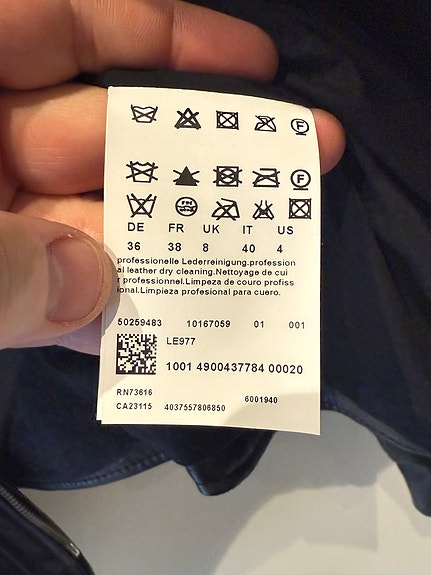 F
F
DE FR UK IT US
36 38 8 40 4
professionelle Lederreinigung.profession
al leather dry cleaning.Nettoyage de cui
r professionnel.Limpeza de couro profiss
ional.Limpieza profesional para cuero.
50259483 10167059 01 001
LE977
1001 4900437784 00020
RN73616
CA23115 4037557806850 6001940